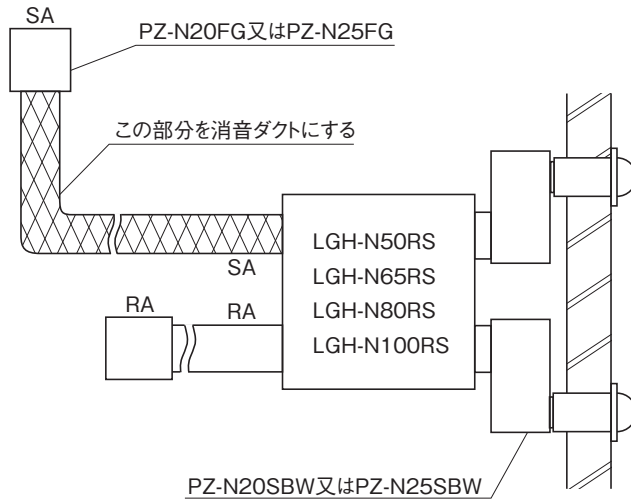 SA
PZ-N20FG又はPZ-N25FG
この部分を消音ダクトにする
SA
RA
RA
LGH-N50RS
LGH-N65RS
LGH-N80RS
LGH-N100RS
PZ-N20SBW又はPZ-N25SBW